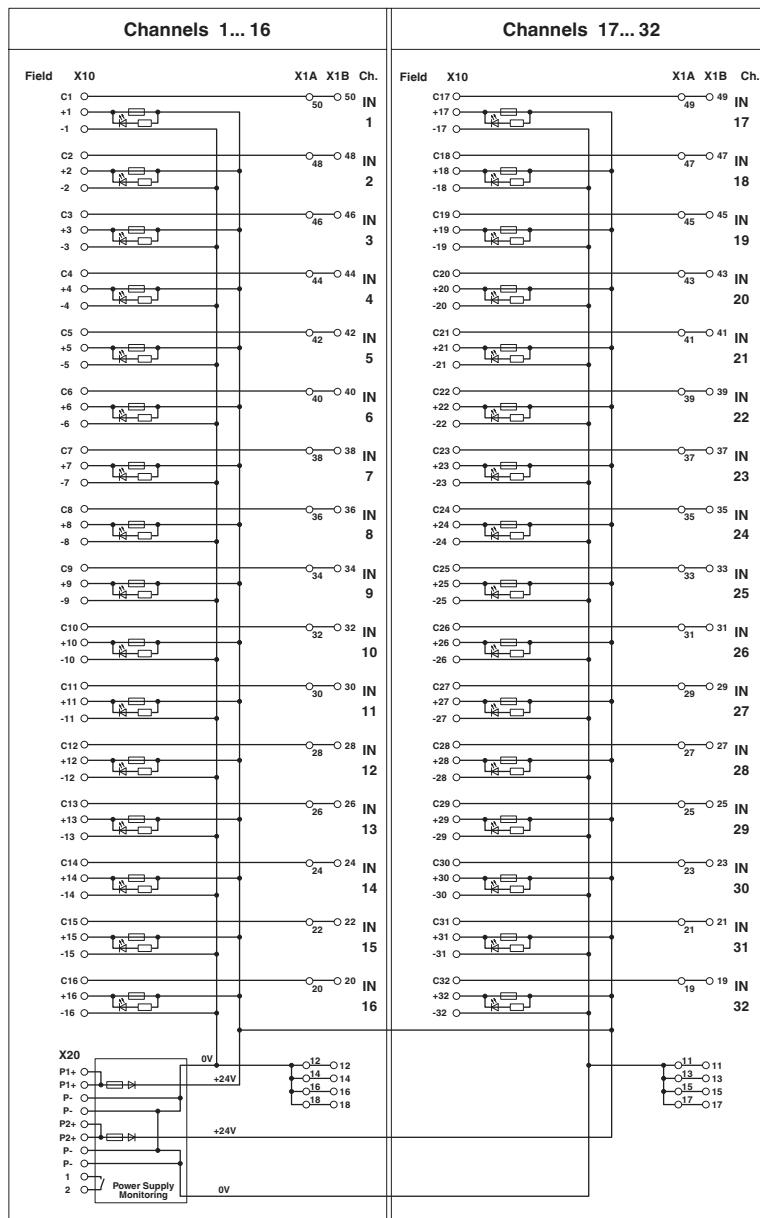 Channels 1... 16
Field X10 X1A X1B Ch.
C1 50 50 IN
+1 1
-1
C2 48 48 IN
+2 2
-2
C3 46 46 IN
+3 3
-3
C4 44 44 IN
+4 4
-4
C5 42 42 IN
+5 5
-5
C6 40 40 IN
+6 6
-6
C7 38 38 IN
+7 7
-7
C8 36 36 IN
+8 8
-8
C9 34 34 IN
+9 9
-9
C10 32 32 IN
+10 10
-10
C11 30 30 IN
+11 11
-11
C12 28 28 IN
+12 12
-12
C13 26 26 IN
+13 13
-13
C14 24 24 IN
+14 14
-14
C15 22 22 IN
+15 15
-15
C16 20 20 IN
+16 16
-16
Channels 17... 32
Field X10 X1A X1B Ch.
C17 49 49 IN
+17 17
-17
C18 47 47 IN
+18 18
-18
C19 45 45 IN
+19 19
-19
C20 43 43 IN
+20 20
-20
C21 41 41 IN
+21 21
-21
C22 39 39 IN
+22 22
-22
C23 37 37 IN
+23 23
-23
C24 35 35 IN
+24 24
-24
C25 33 33 IN
+25 25
-25
C26 31 31 IN
+26 26
-26
C27 29 29 IN
+27 27
-27
C28 27 27 IN
+28 28
-28
C29 25 25 IN
+29 29
-29
C30 23 23 IN
+30 30
-30
C31 21 21 IN
+31 31
-31
C32 19 19 IN
+32 32
-32
X20
P1+
P1+
P-
P-
P2+
P2+
P-
P-
1
2
Power Supply
Monitoring
0V
+24V
+24V
0V
12 12
14 14
16 16
18 18
11 11
13 13
15 15
17 17